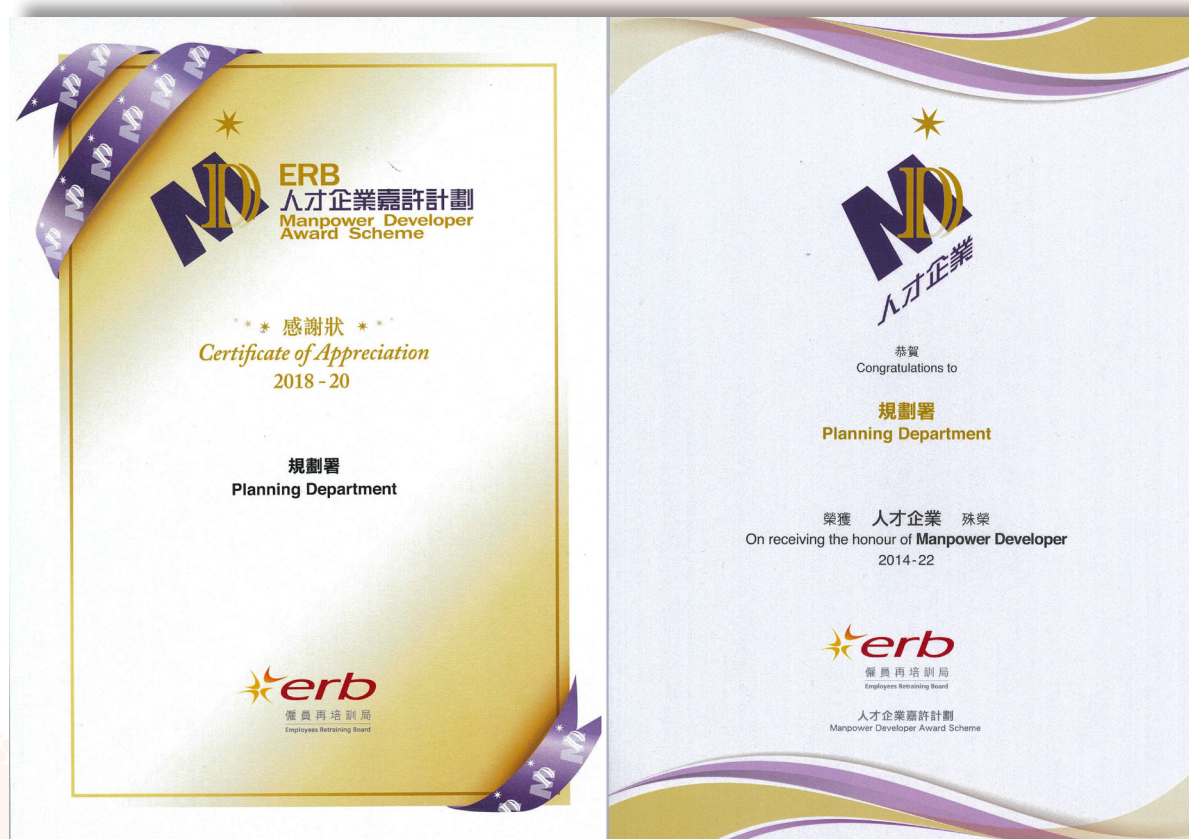 MD
ERB
人才企業嘉許計劃
Manpower Developer
Award Scheme
感謝狀
Certificate of Appreciation
2018 - 20
規劃署
Planning Department
erb
僱員再培訓局
Employees Retraining Board
MD
人才企業
恭賀
Congratulations to
規劃署
Planning Department
榮獲 人才企業 殊榮
On receiving the honour of Manpower Developer
2014-22
erb
僱員再培訓局
Employees Retraining Board
人才企業嘉許計劃
Manpower Developer Award Scheme